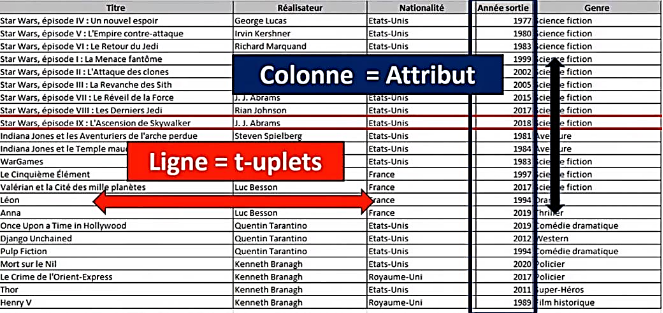 Titre Réalisateur Nationalité Année sortie Genre
Star Wars, épisode IV : Un nouvel espoir George Lucas Etats-Unis 1977 Science fiction
Star Wars, épisode V : L'Empire contre-attaque Irvin Kershner Etats-Unis 1980 Science fiction
Star Wars, épisode VI : Le Retour du Jedi Richard Marquand Etats-Unis 1983 Science fiction
Star Wars, épisode I : La Menace fantôme 1999 Science fiction
Star Wars, épisode II : L'Attaque des clones 2002 Science fiction
Star Wars, épisode III : La Revanche des Sith 2005 Science fiction
Colonne = Attribut
Star Wars, épisode VII : Le Réveil de la Force J. J. Abrams Etats-Unis 2015 Science fiction
Star Wars, épisode VIII : Les Derniers Jedi Rian Johnson Etats-Unis 2017 Science fiction
Star Wars, épisode IX : L'Ascension de Skywalker J. J. Abrams Etats-Unis 2018 Science fiction
Indiana Jones et les Aventuriers de l'arche perdue Steven Spielberg Etats-Unis 1981 Aventure
Indiana Jones et le Temple Etats-Unis 1984 Aventure
WarGames Etats-Unis 1983 Science fiction
Le Cinquième Élément France 1997 Science fiction
Ligne = t-uplets
Valérian et la Cité des mille planètes Luc Besson France 2017 Science fiction
Léon France 1994
Anna Luc Besson France 2019 Thriller
Once Upon a Time in Hollywood Quentin Tarantino Etats-Unis 2019 Comédie dramatique
Django Unchained Quentin Tarantino Etats-Unis 2012 Western
Pulp Fiction Quentin Tarantino Etats-Unis 1994 Comédie dramatique
Mort sur le Nil Kenneth Branagh Etats-Unis 2020 Policier
Le Crime de l'Orient-Express Kenneth Branagh Royaume-Uni 2017 Policier
Thor Kenneth Branagh Etats-Unis 2011 Super-Héros
Henry V Kenneth Branagh Royaume-Uni 1989 Film historique